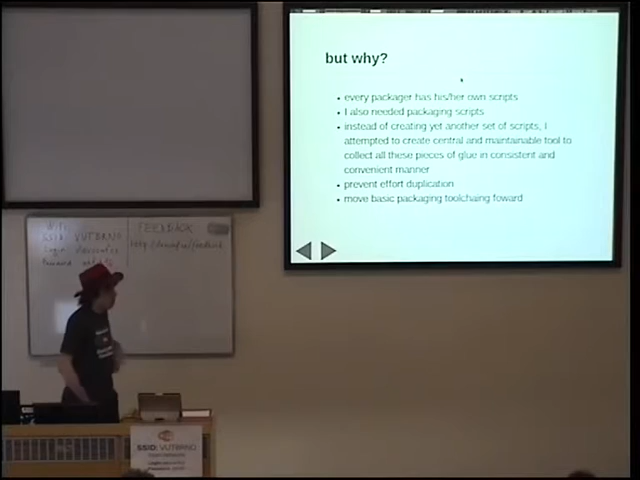 but why?
every packager has his/her own scripts
I also needed packaging scripts
instead of creating yet another set of scripts, I
attempted to create central and maintainable tool to
collect all these pieces of glue in consistent and
convenient manner
prevent effort duplication
move basic packaging toolchaing foward
WiFi
FEEDBACK
SSID: VUTBRNO
Login:
SSID: VUTBRNO